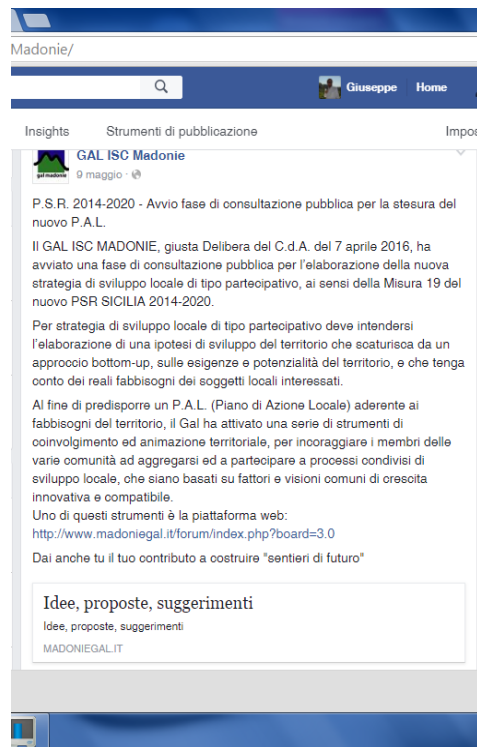 Madonie/
Giuseppe Home
Insights Strumenti di pubblicazione
GAL ISC Madonie
gal madonie
9 maggio ·
P.S.R. 2014-2020 - Avvio fase di consultazione pubblica per la stesura del
nuovo P.A.L.
Il GAL ISC MADONIE, giusta Delibera del C.d.A. del 7 aprile 2016, ha
avviato una fase di consultazione pubblica per l'elaborazione della nuova
strategia di sviluppo locale di tipo partecipativo, ai sensi della Misura 19 del
nuovo PSR SICILIA 2014-2020.
Per strategia di sviluppo locale di tipo partecipativo deve intendersi
l'elaborazione di una ipotesi di sviluppo del territorio che scaturisca da un
approccio bottom-up, sulle esigenze e potenzialità del territorio, e che tenga
conto dei reali fabbisogni dei soggetti locali interessati.
Al fine di predisporre un P.A.L. (Piano di Azione Locale) aderente ai
fabbisogni del territorio, il Gal ha attivato una serie di strumenti di
coinvolgimento ed animazione territoriale, per incoraggiare i membri delle
varie comunità ad aggregarsi ed a partecipare a processi condivisi di
sviluppo locale, che siano basati su fattori e visioni comuni di crescita
innovativa e compatibile.
Uno di questi strumenti è la piattaforma web:
http://www.madoniegal.it/forum/index.php?board=3.0
Dai anche tu il tuo contributo a costruire "sentieri di futuro"
Idee, proposte, suggerimenti
Idee, proposte, suggerimenti
MADONIEGAL.IT